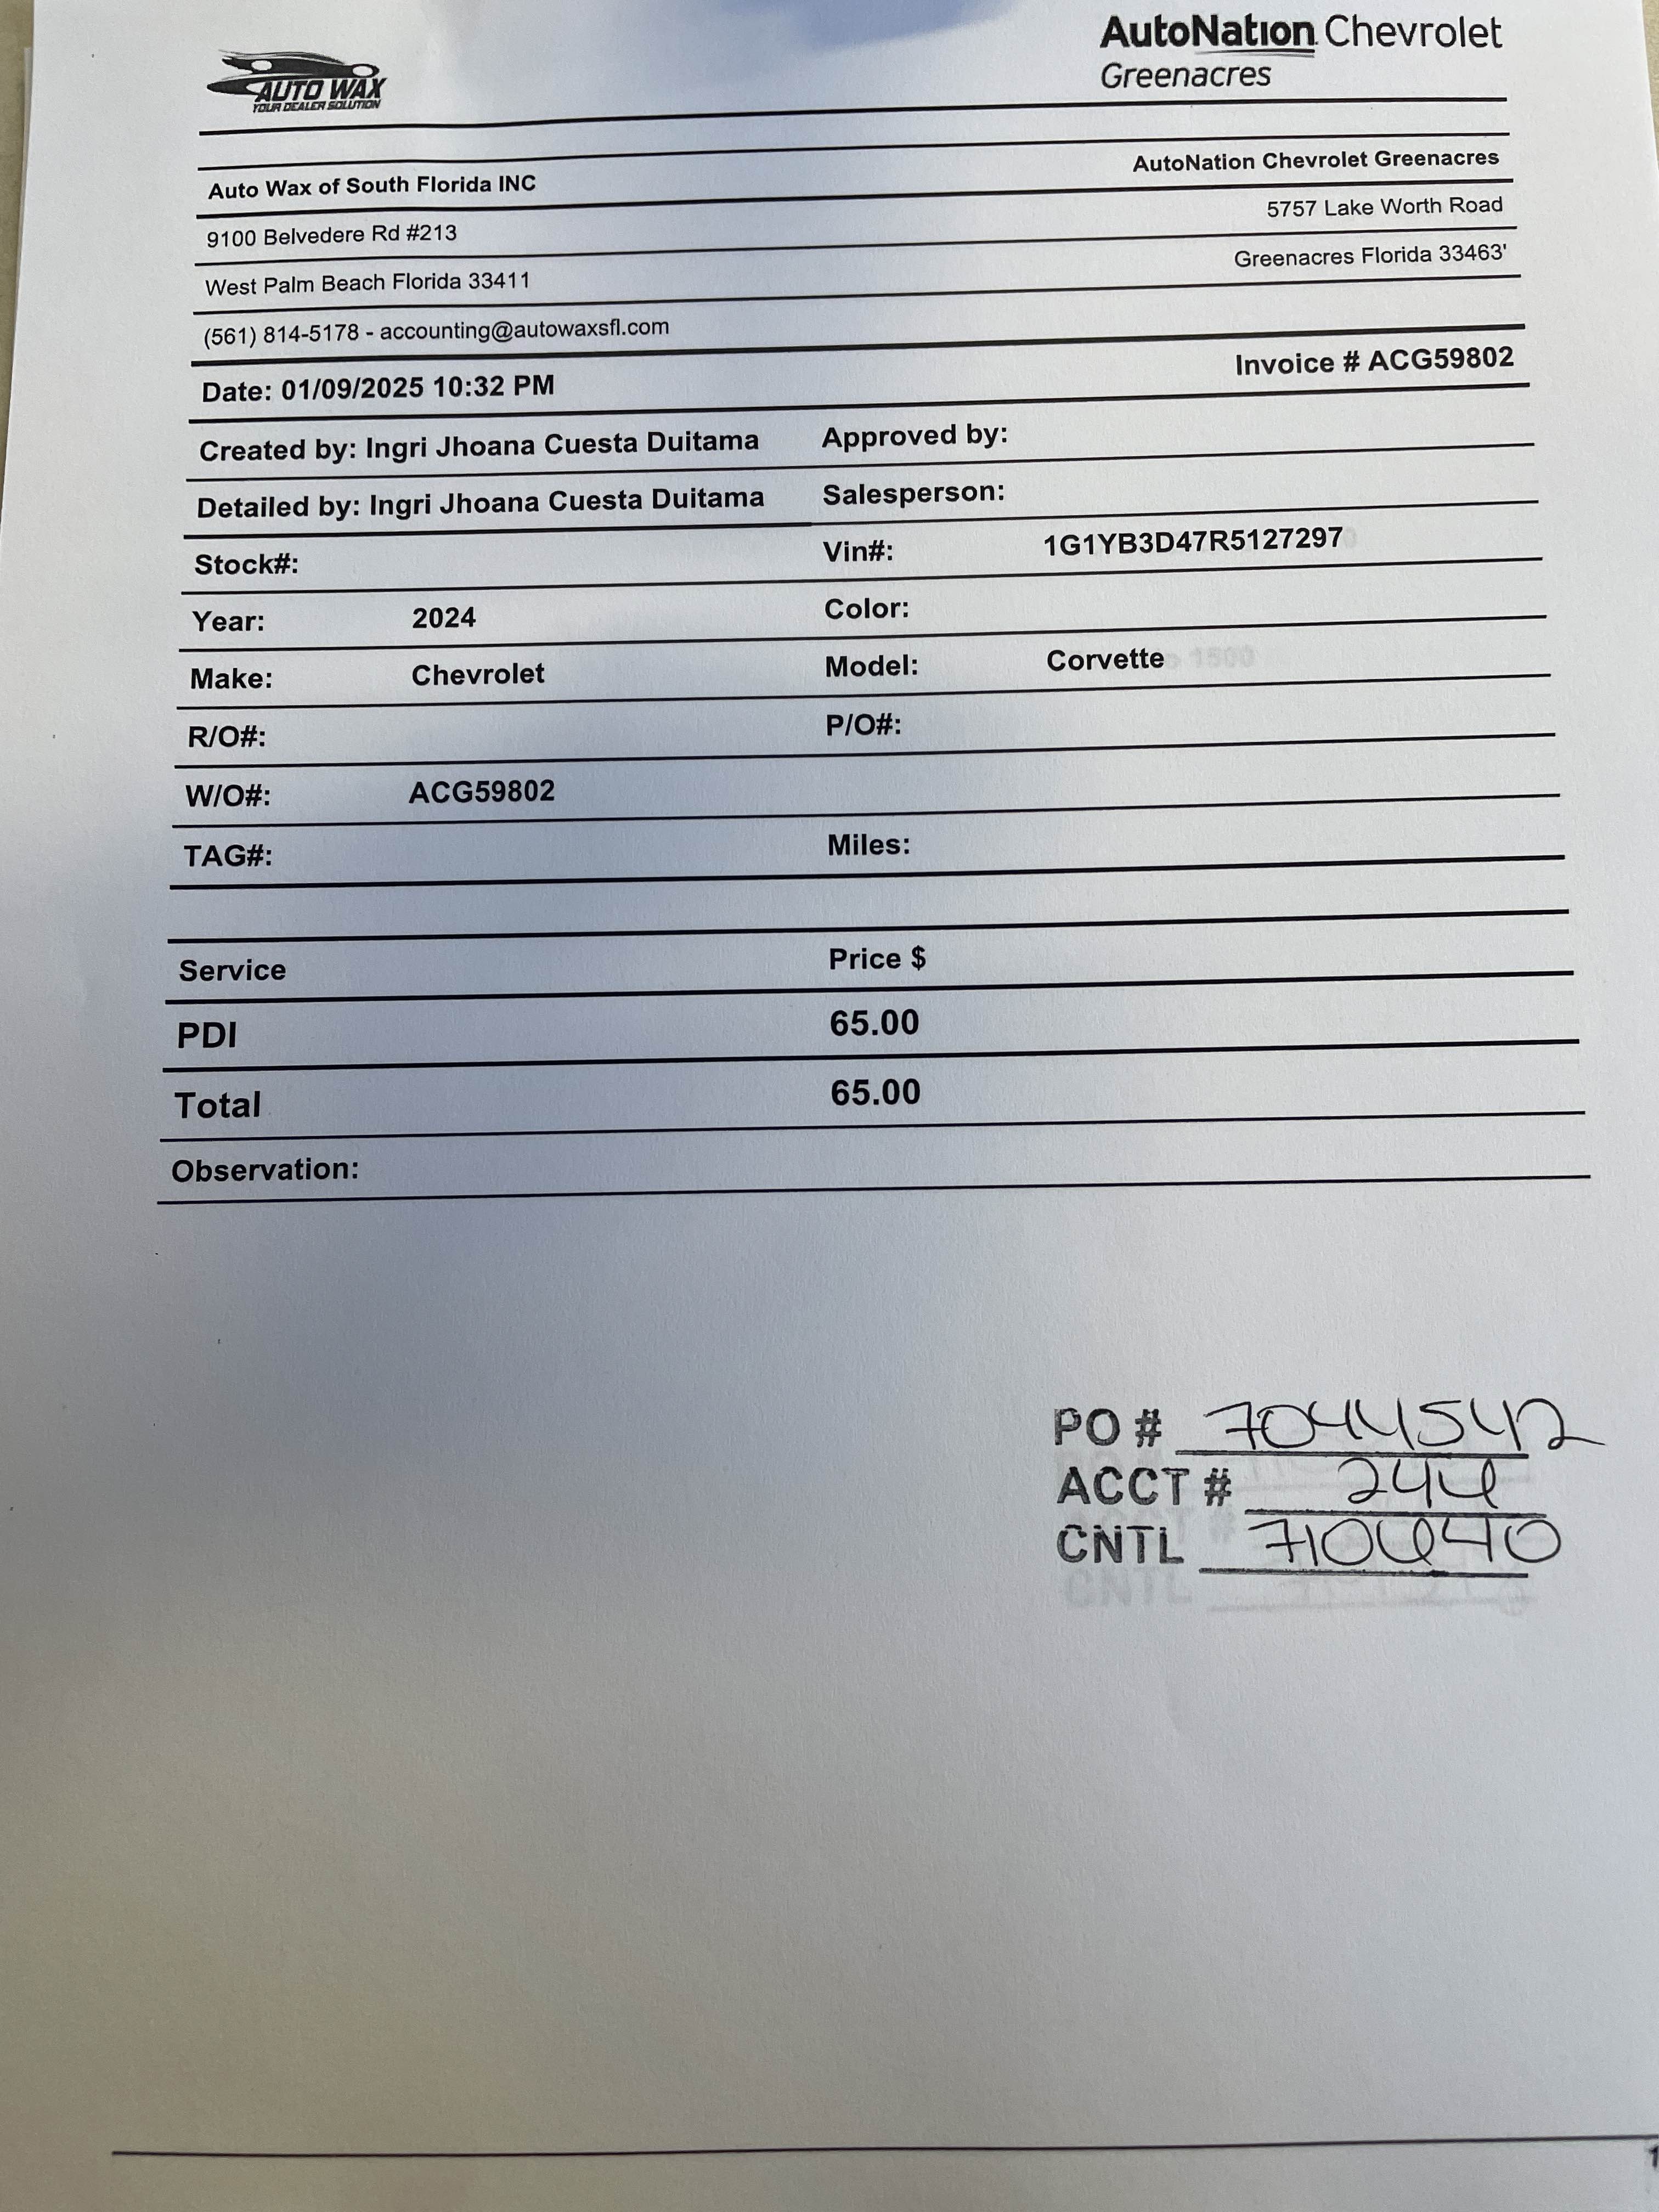 AUTO WAX
YOUR DEALER SOLUTION
AutoNation Chevrolet
Greenacres
Auto Wax of South Florida INC
AutoNation Chevrolet Greenacres
9100 Belvedere Rd #213
5757 Lake Worth Road
West Palm Beach Florida 33411
Greenacres Florida 33463'
(561) 814-5178 - accounting@autowaxsfl.com
Date: 01/09/2025 10:32 PM
Invoice # ACG59802
Created by: Ingri Jhoana Cuesta Duitama Approved by:
Detailed by: Ingri Jhoana Cuesta Duitama Salesperson:
Stock#: Vin#: 1G1YB3D47R5127297
Year: 2024 Color:
Make: Chevrolet Model: Corvette
R/O#: P/O#:
W/O#: ACG59802
TAG#: Miles:
Service Price $
PDI 65.00
Total 65.00
Observation:
PO # 7044542
ACCT # 244
CNTL